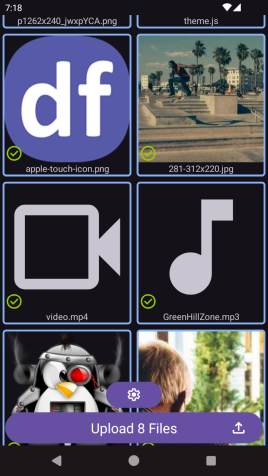 7:18
p1262x240_jwxpYCA.png
theme.js
df
apple-touch-icon.png
281-312x220.jpg
video.mp4
GreenHillZone.mp3
Upload 8 Files